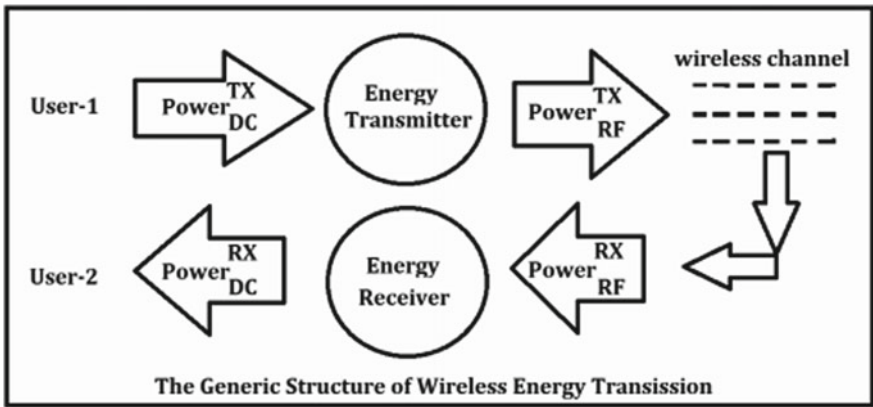 wireless channel
User-1
Power TX DC
Energy
Transmitter
Power TX RF
User-2
Power RX DC
Energy
Receiver
Power RX RF
The Generic Structure of Wireless Energy Transission